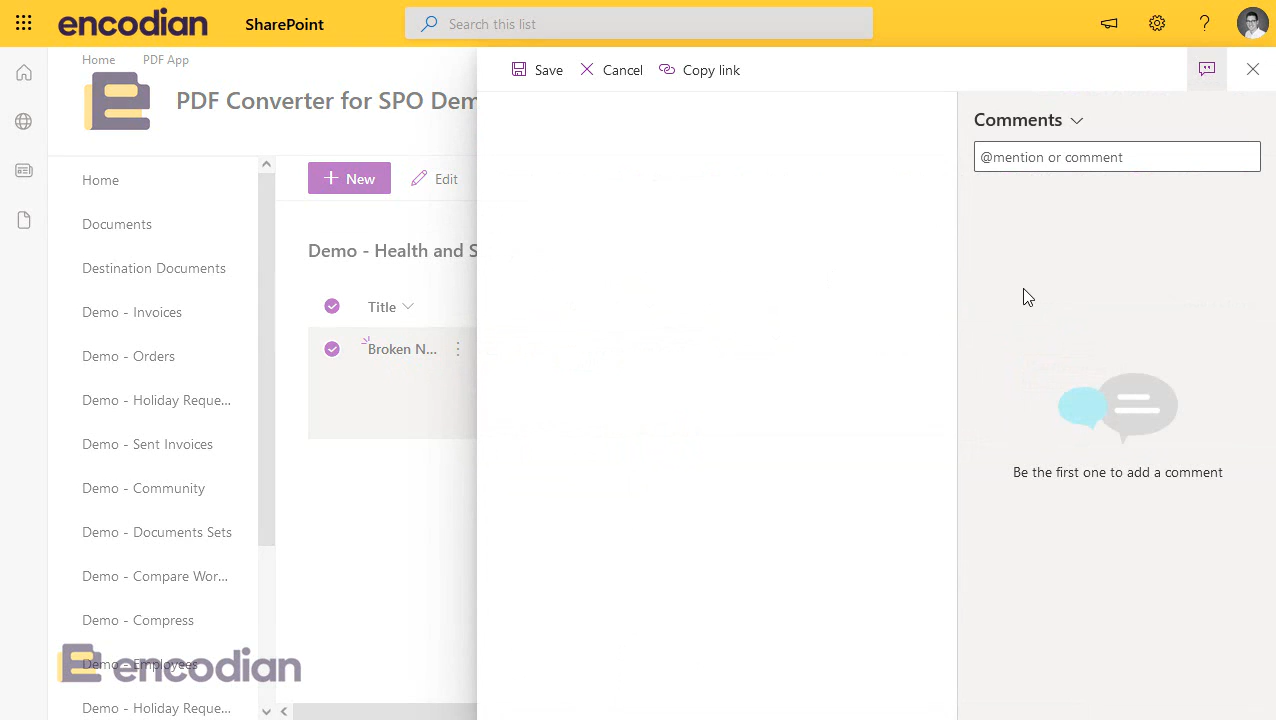 encodian
SharePoint
Search this list
Home
PDF App
PDF Converter for SPO Dem
Save
Cancel
Copy link
Comments
@mention or comment
Be the first one to add a comment
New
Edit
Demo - Health and S
Title
Broken N...
Home
Documents
Destination Documents
Demo - Invoices
Demo - Orders
Demo - Holiday Reque...
Demo - Sent Invoices
Demo - Community
Demo - Documents Sets
Demo - Compare Wor...
Demo - Compress
Demo - Employees
encodian
Demo - Holiday Reque...